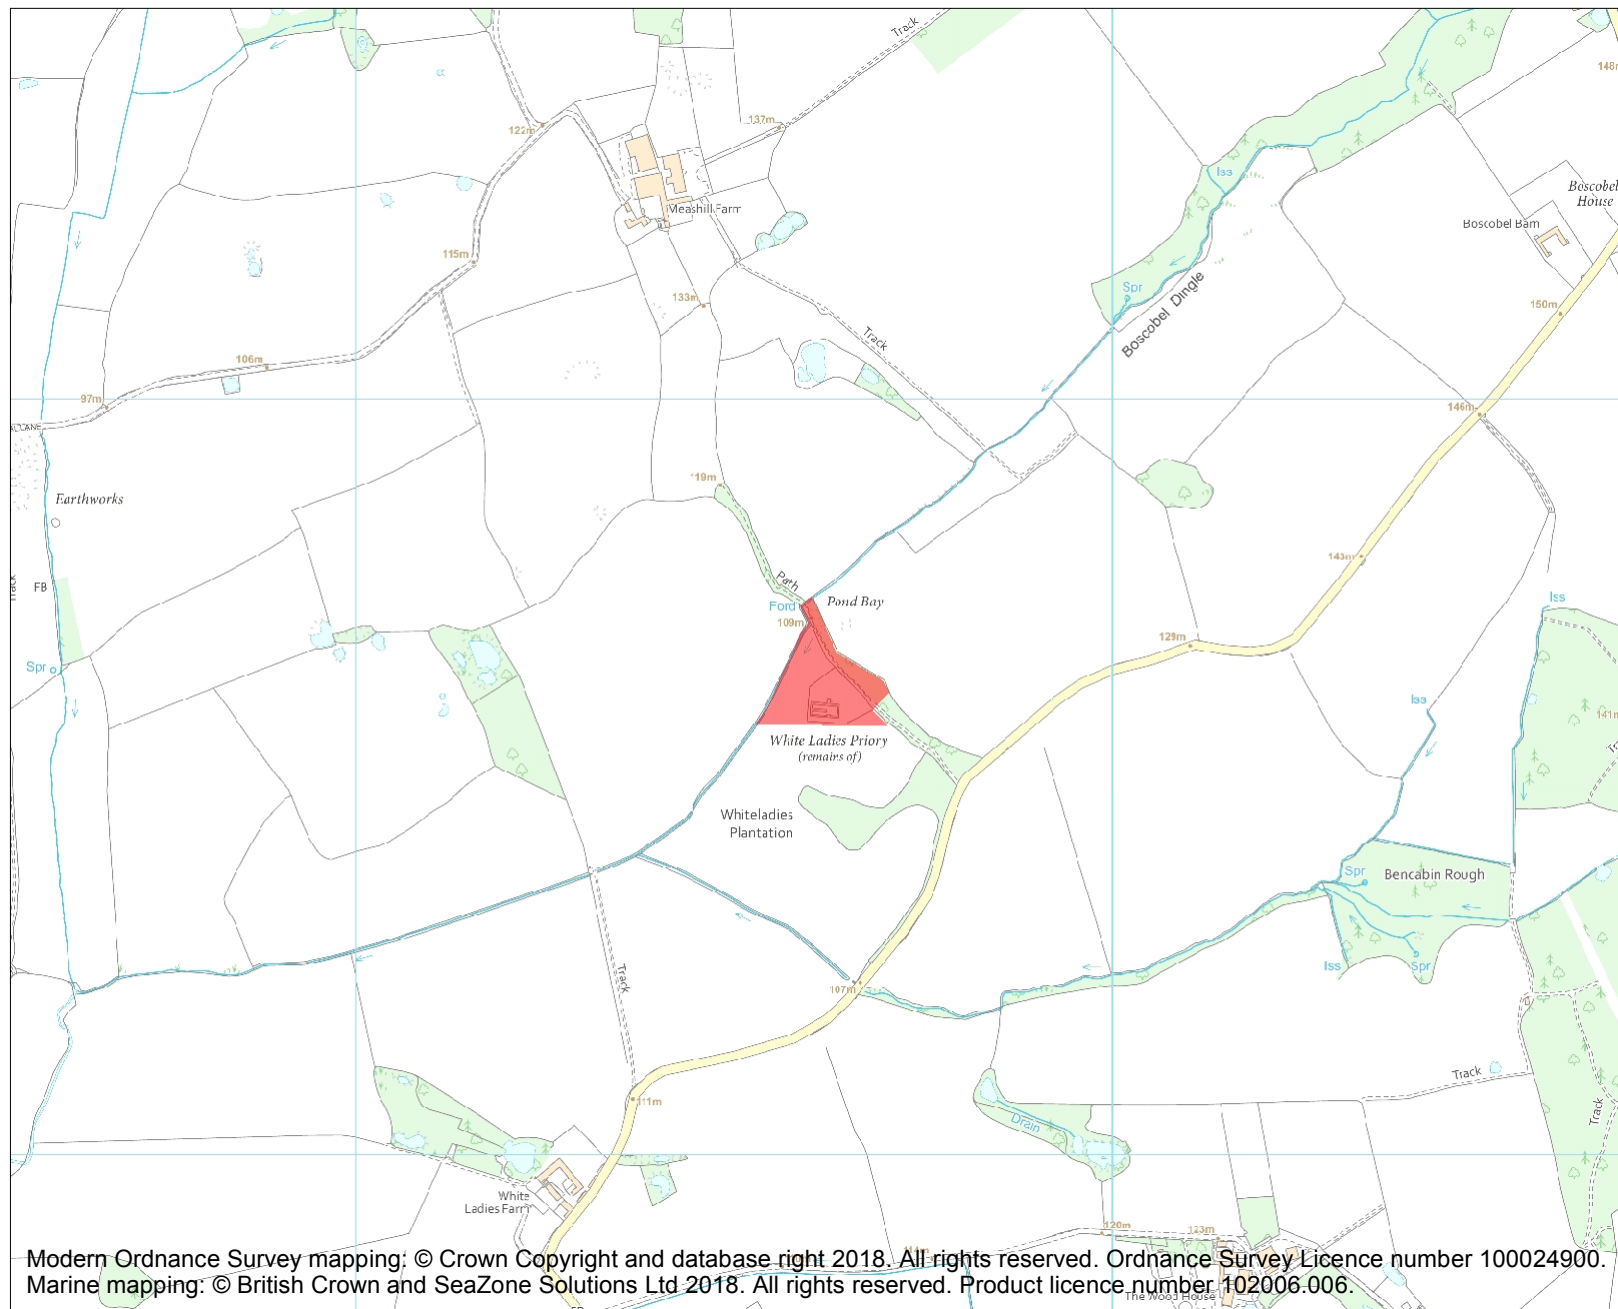 Track
148m
122m
137m
Iss
Boscobel
House
Meashill Farm
Boscobel Barn
115m
Spr
133m
150m
Boscobel Dingle
Track
106m
97m
146m
119m
Earthworks
143m
Path
FB
Track
Ford
Pond Bay
109m
Iss
129m
Spr
Iss
141m
White Ladies Priory
(remains of)
Whiteladies
Plantation
Spr
Bencabin Rough
Iss
Spr
Track
107m
Track
111m
Track
Drain
White
Ladies Farm
120m
123m
Modern Ordnance Survey mapping: © Crown Copyright and database right 2018. All rights reserved. Ordnance Survey Licence number 100024900.
Marine mapping: © British Crown and SeaZone Solutions Ltd 2018. All rights reserved. Product licence number 102006.006.
The Wood House